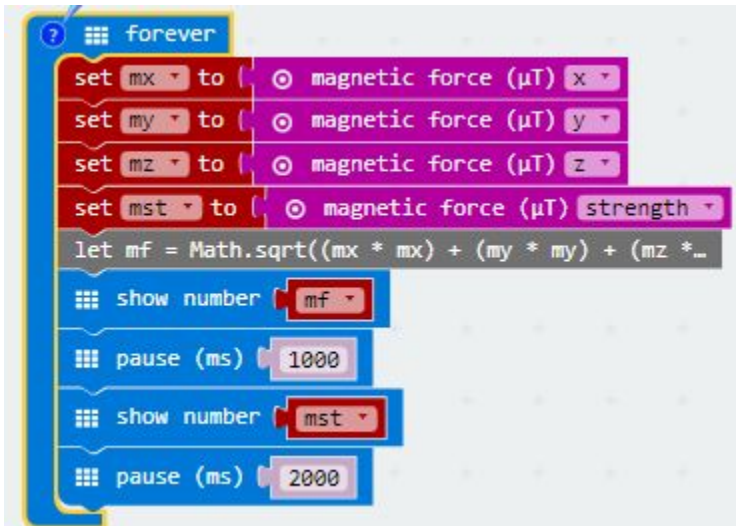 ? forever
set mx to magnetic force (µT) x
set my to magnetic force (µT) y
set mz to magnetic force (µT) z
set mst to magnetic force (µT) strength
let mf = Math.sqrt((mx * mx) + (my * my) + (mz *…
show number mf
pause (ms) 1000
show number mst
pause (ms) 2000